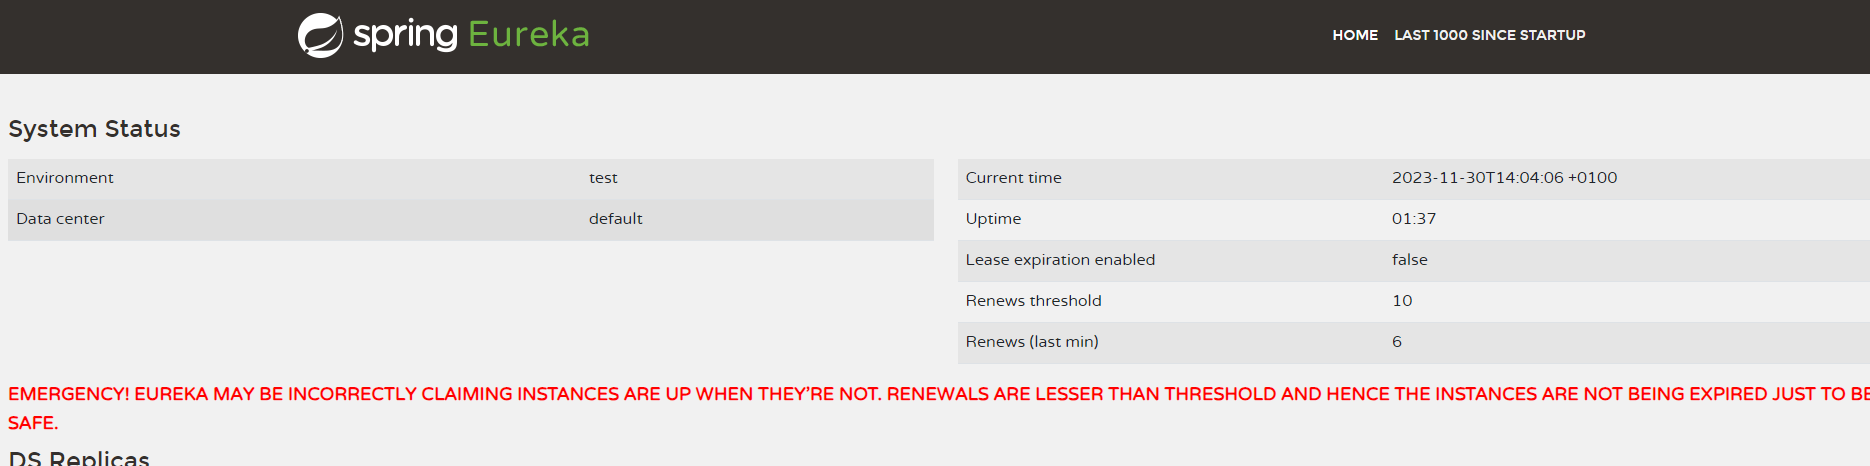 spring Eureka
HOME LAST 1000 SINCE STARTUP
System Status
Environment test
Data center default
Current time 2023-11-30T14:04:06 +0100
Uptime 01:37
Lease expiration enabled false
Renews threshold 10
Renews (last min) 6
EMERGENCY! EUREKA MAY BE INCORRECTLY CLAIMING INSTANCES ARE UP WHEN THEY'RE NOT. RENEWALS ARE LESSER THAN THRESHOLD AND HENCE THE INSTANCES ARE NOT BEING EXPIRED JUST TO BE
SAFE.
DS Replicas